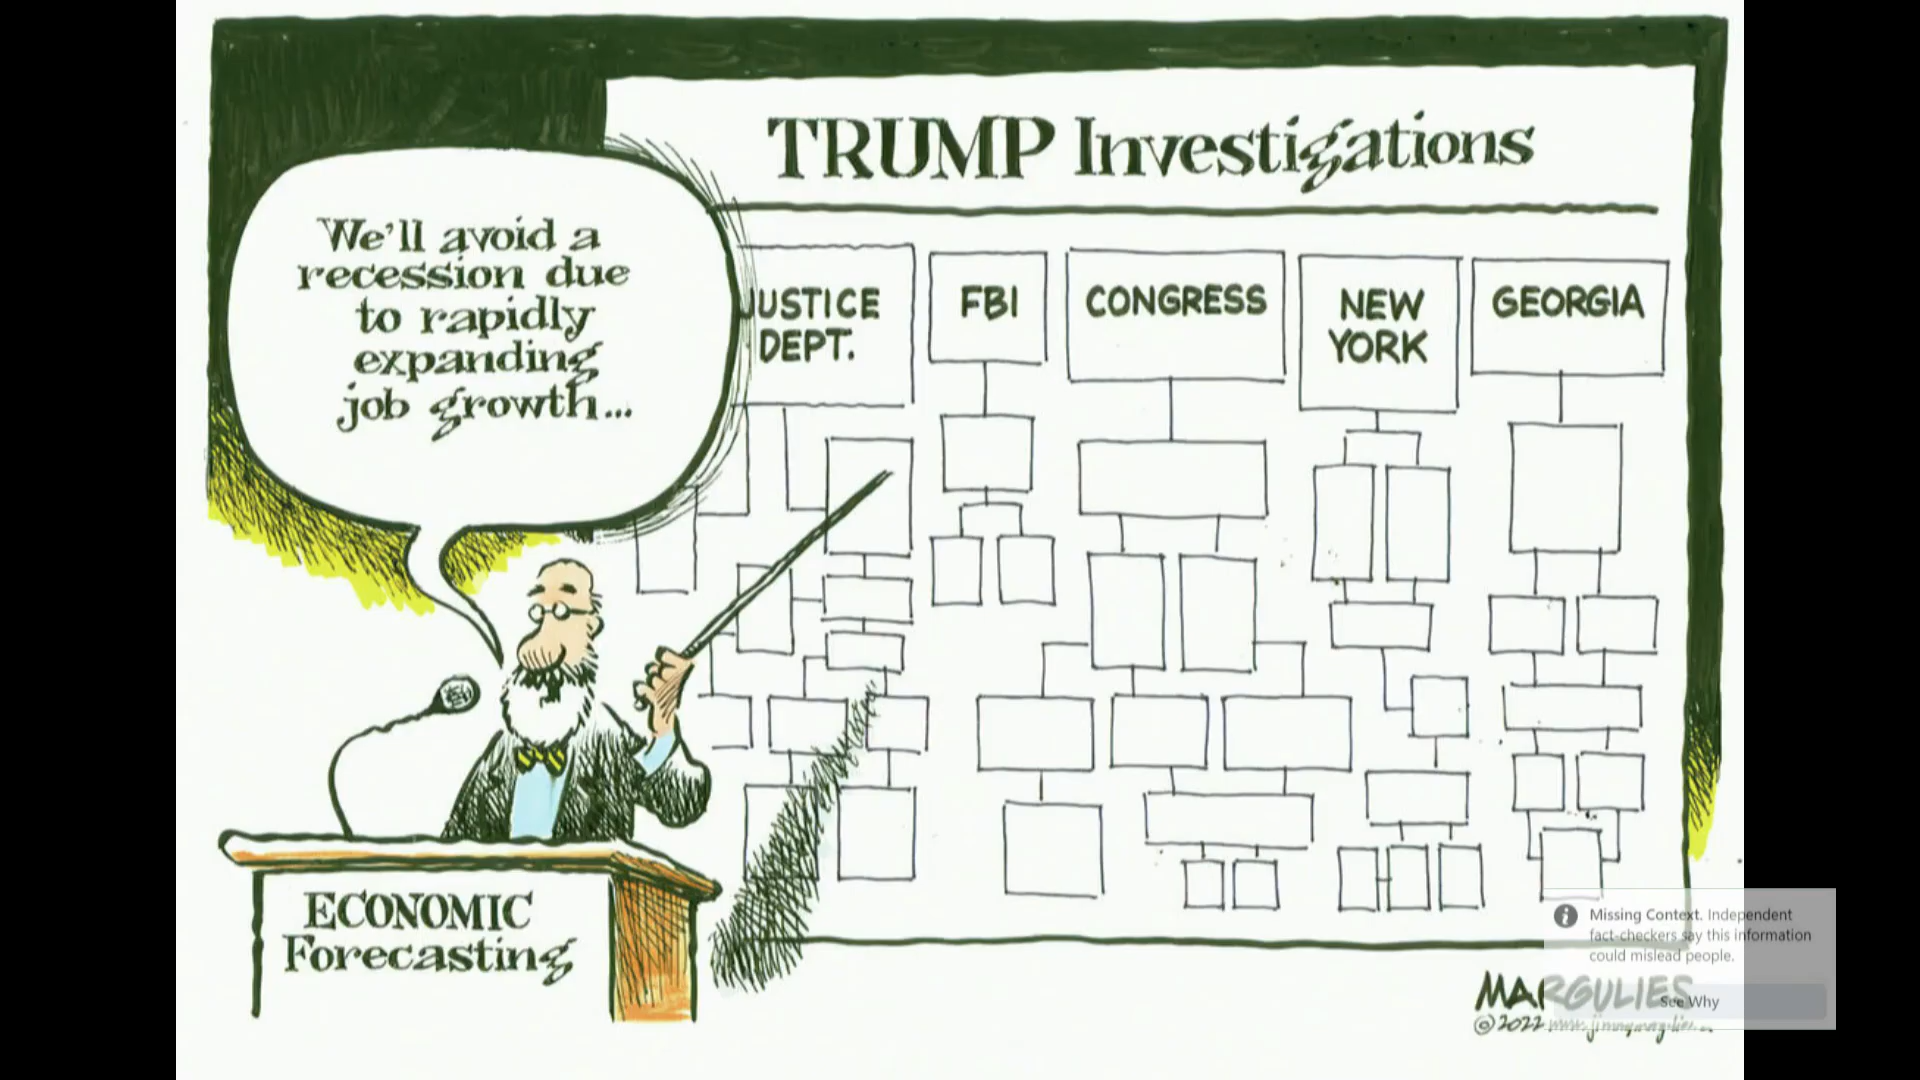 TRUMP Investigations
We'll avoid a
recession due
to rapidly
expanding
job growth...
JUSTICE
DEPT.
FBI
CONGRESS
NEW
YORK
GEORGIA
ECONOMIC
Forecasting
Missing Context. Independent
fact-checkers say this information
could mislead people.
See Why
MARGULIES
©2022